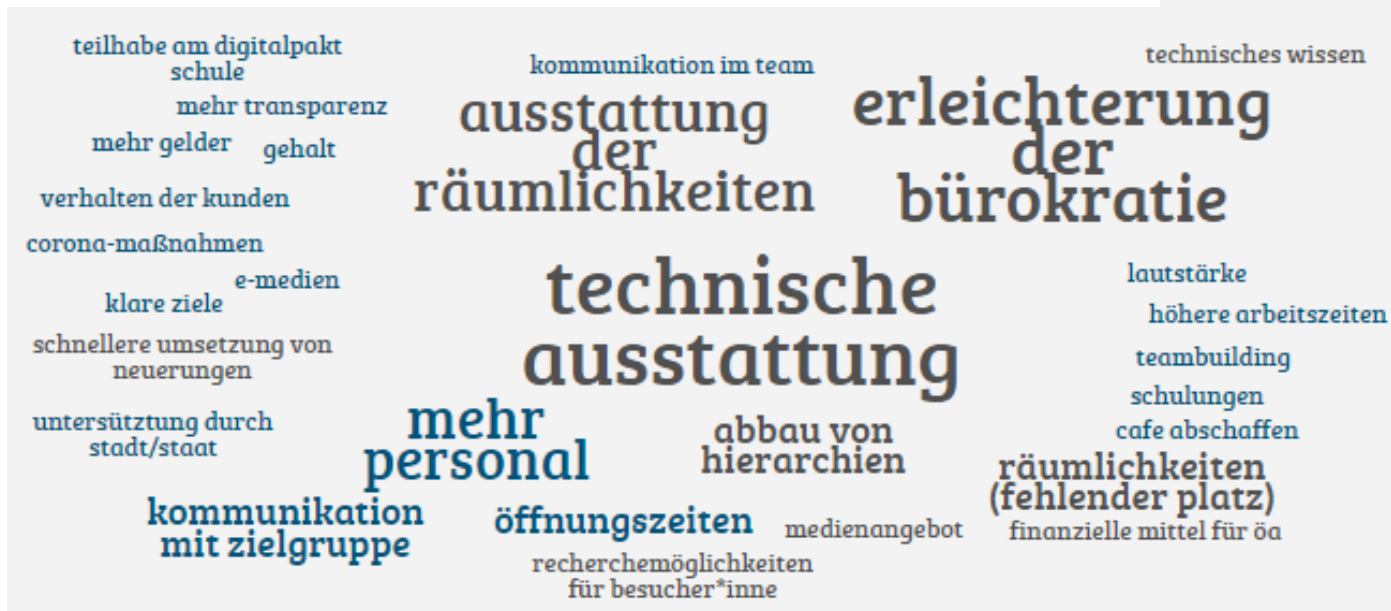 teilhabe am digitalpakt
schule
mehr transparenz
mehr gelder
gehalt
verhalten der kunden
corona-maßnahmen
e-medien
klare ziele
schnellere umsetzung von
neuerungen
untersütztung durch
stadt/staat
kommunikation im team
ausstattung
der
räumlichkeiten
technisches wissen
erleichterung
der
bürokratie
technische
ausstattung
lautstärke
höhere arbeitszeiten
teambuilding
schulungen
cafe abschaffen
mehr
personal
abbau von
hierarchien
räumlichkeiten
(fehlender platz)
kommunikation
mit zielgruppe
öffnungszeiten
medienangebot
finanzielle mittel für öa
recherchemöglichkeiten
für besucher*inne